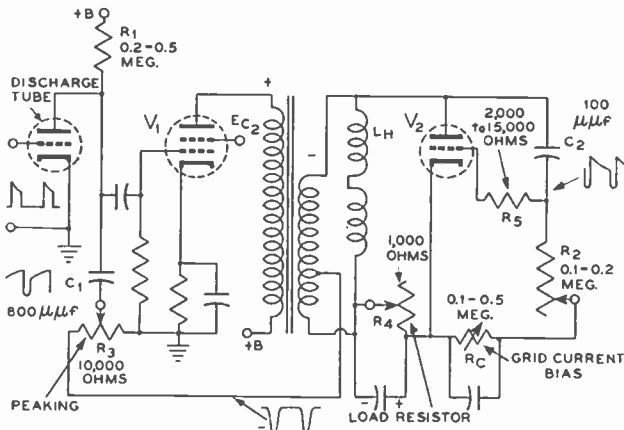 +B
R1
0.2-0.5
MEG.
DISCHARGE
TUBE
V1
EC2
+
-
LH
V2
2,000
to 15,000
OHMS
R5
100
μμf
C2
R2
0.1-0.2
MEG.
C1
800 μμf
R3
10,000
OHMS
PEAKING
+B
1,000
OHMS
R4
0.1-0.5
MEG.
RC
GRID CURRENT
BIAS
- +
LOAD RESISTOR
-